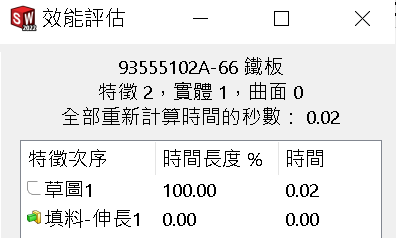 SW
2022
效能評估
93555102A-66 鐵板
特徵 2，實體 1，曲面 0
全部重新計算時間的秒數： 0.02
特徵次序 時間長度 % 時間
草圖1 100.00 0.02
填料-伸長1 0.00 0.00